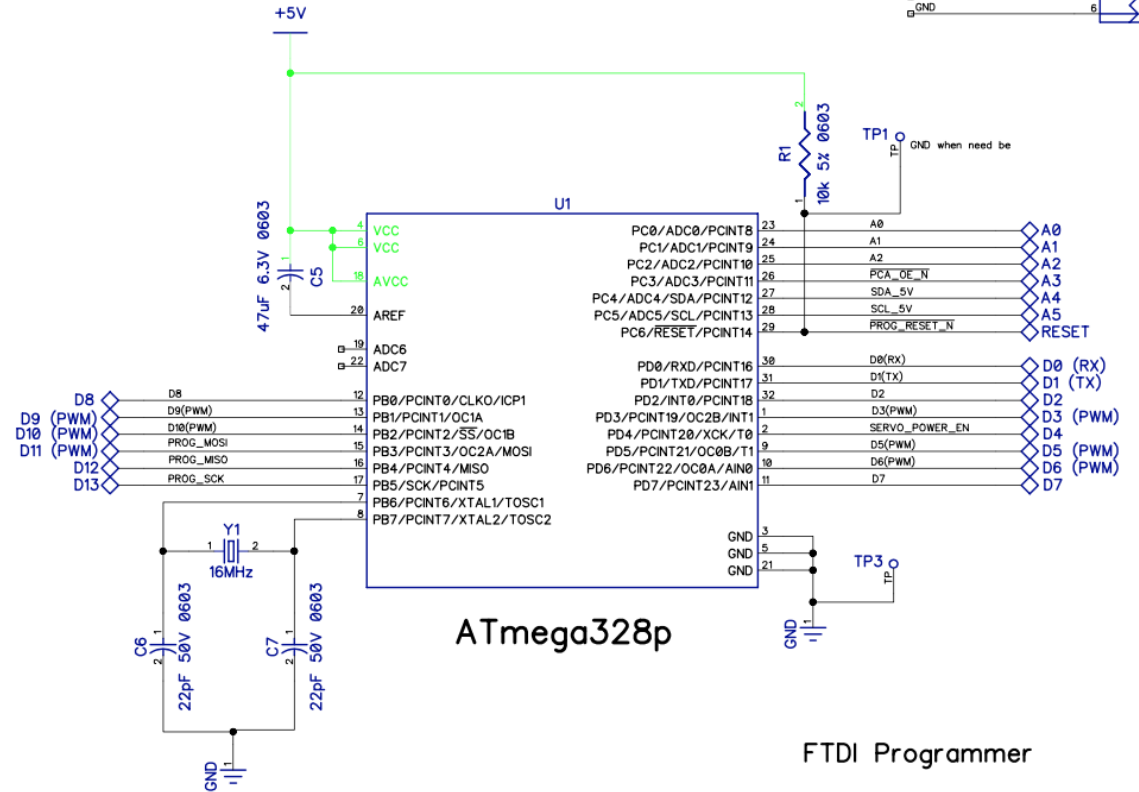 +5V
GND 6
2
R1
10k 5% 0603
1
TP1
TP
GND when need be
U1
47uF 6.3V 0603
1
C5
2
4 VCC
6 VCC
18 AVCC
20 AREF
19 ADC6
22 ADC7
D8 D8 12 PB0/PCINT0/CLKO/ICP1
D9 (PWM) D9(PWM) 13 PB1/PCINT1/OC1A
D10 (PWM) D10(PWM) 14 PB2/PCINT2/SS/OC1B
D11 (PWM) PROG_MOSI 15 PB3/PCINT3/OC2A/MOSI
D12 PROG_MISO 16 PB4/PCINT4/MISO
D13 PROG_SCK 17 PB5/SCK/PCINT5
7 PB6/PCINT6/XTAL1/TOSC1
8 PB7/PCINT7/XTAL2/TOSC2
PC0/ADC0/PCINT8 23 A0 A0
PC1/ADC1/PCINT9 24 A1 A1
PC2/ADC2/PCINT10 25 A2 A2
PC3/ADC3/PCINT11 26 PCA_OE_N A3
PC4/ADC4/SDA/PCINT12 27 SDA_5V A4
PC5/ADC5/SCL/PCINT13 28 SCL_5V A5
PC6/RESET/PCINT14 29 PROG_RESET_N RESET
PD0/RXD/PCINT16 30 D0(RX) D0 (RX)
PD1/TXD/PCINT17 31 D1(TX) D1 (TX)
PD2/INT0/PCINT18 32 D2 D2
PD3/PCINT19/OC2B/INT1 1 D3(PWM) D3 (PWM)
PD4/PCINT20/XCK/T0 2 SERVO_POWER_EN D4
PD5/PCINT21/OC0B/T1 9 D5(PWM) D5 (PWM)
PD6/PCINT22/OC0A/AIN0 10 D6(PWM) D6 (PWM)
PD7/PCINT23/AIN1 11 D7 D7
GND 3
GND 5
GND 21
TP3
TP
GND 1
Y1
1 2
16MHz
C6
1
2
22pF 50V 0603
C7
1
2
22pF 50V 0603
GND 1
ATmega328p
FTDI Programmer